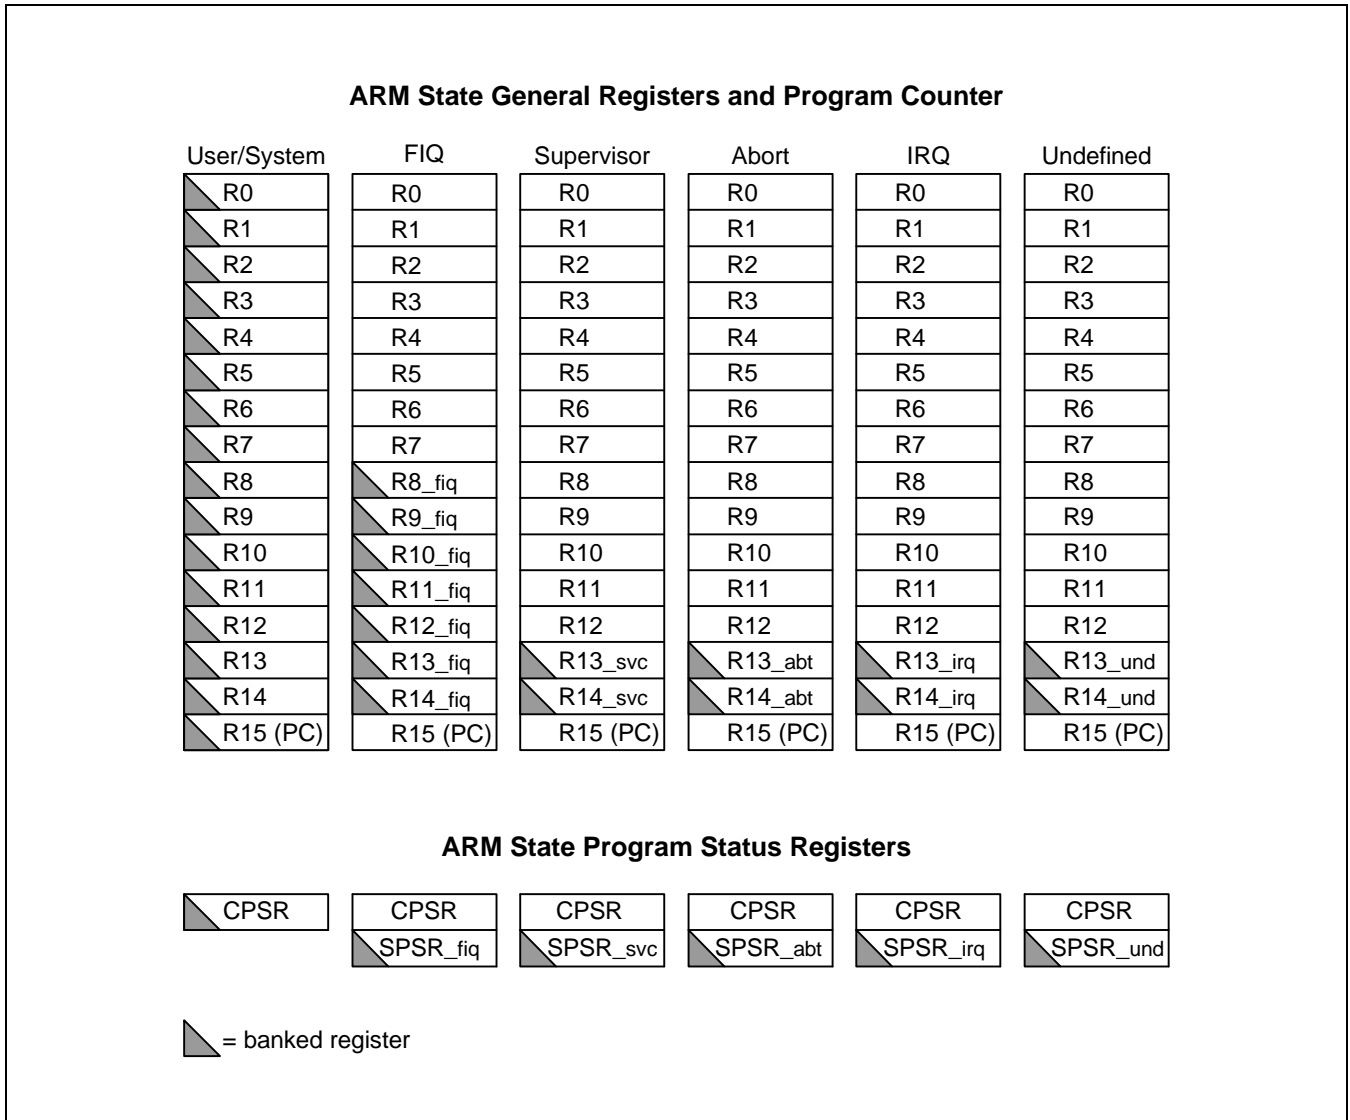 ARM State General Registers and Program Counter
User/System FIQ Supervisor Abort IRQ Undefined
R0 R0 R0 R0 R0 R0
R1 R1 R1 R1 R1 R1
R2 R2 R2 R2 R2 R2
R3 R3 R3 R3 R3 R3
R4 R4 R4 R4 R4 R4
R5 R5 R5 R5 R5 R5
R6 R6 R6 R6 R6 R6
R7 R7 R7 R7 R7 R7
R8 R8_fiq R8 R8 R8 R8
R9 R9_fiq R9 R9 R9 R9
R10 R10_fiq R10 R10 R10 R10
R11 R11_fiq R11 R11 R11 R11
R12 R12_fiq R12 R12 R12 R12
R13 R13_fiq R13_svc R13_abt R13_irq R13_und
R14 R14_fiq R14_svc R14_abt R14_irq R14_und
R15 (PC) R15 (PC) R15 (PC) R15 (PC) R15 (PC) R15 (PC)
ARM State Program Status Registers
CPSR CPSR CPSR CPSR CPSR CPSR
SPSR_fiq SPSR_svc SPSR_abt SPSR_irq SPSR_und
= banked register